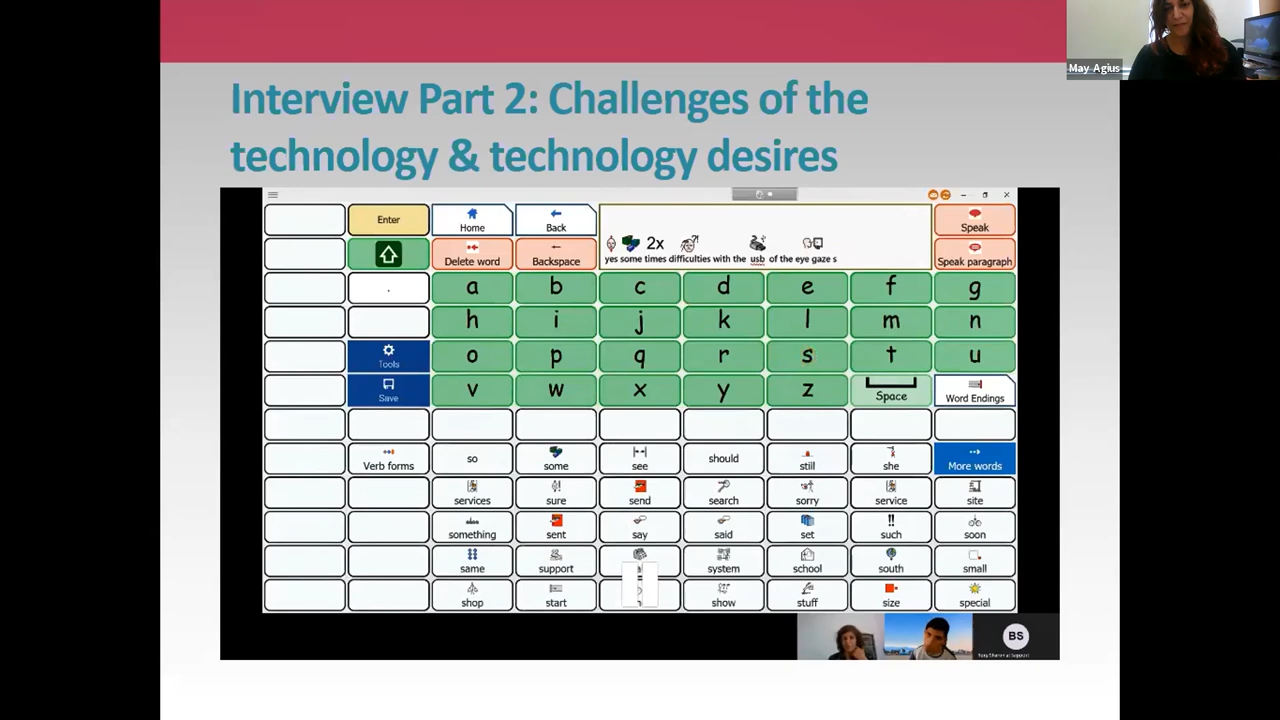 May Agius
Interview Part 2: Challenges of the
technology & technology desires
Enter
Home
Back
Speak
2x
yes some times difficulties with the usb of the eye gaze s
Delete word
Backspace
Speak paragraph
. a b c d e f g
h i j k l m n
Tools o p q r s t u
Save v w x y z Space Word Endings
Verb forms so some see should still she More words
services sure send search sorry service site
something sent say said set such soon
same support system school south small
shop start show stuff size special
BS